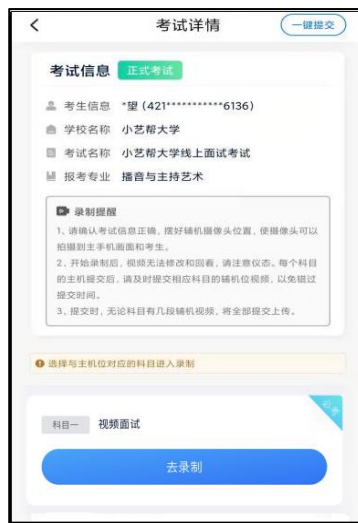 考试详情
一键提交
考试信息 正式考试
考生信息 *望 (421***********6136)
学校名称 小艺帮大学
考试名称 小艺帮大学线上面试考试
报考专业 播音与主持艺术
录制提醒
1、请确认考试信息正确，摆好辅机摄像头位置，使摄像头可以
拍摄到主手机画面和考生。
2、开始录制后，视频无法修改和回看，请注意仪态。每个科目
的主机提交后，请及时提交相应科目的辅机位视频，以免错过
提交时间。
3、提交时，无论科目有几段辅机视频，将全部提交上传。
选择与主机位对应的科目进入录制
科目一 视频面试
去录制